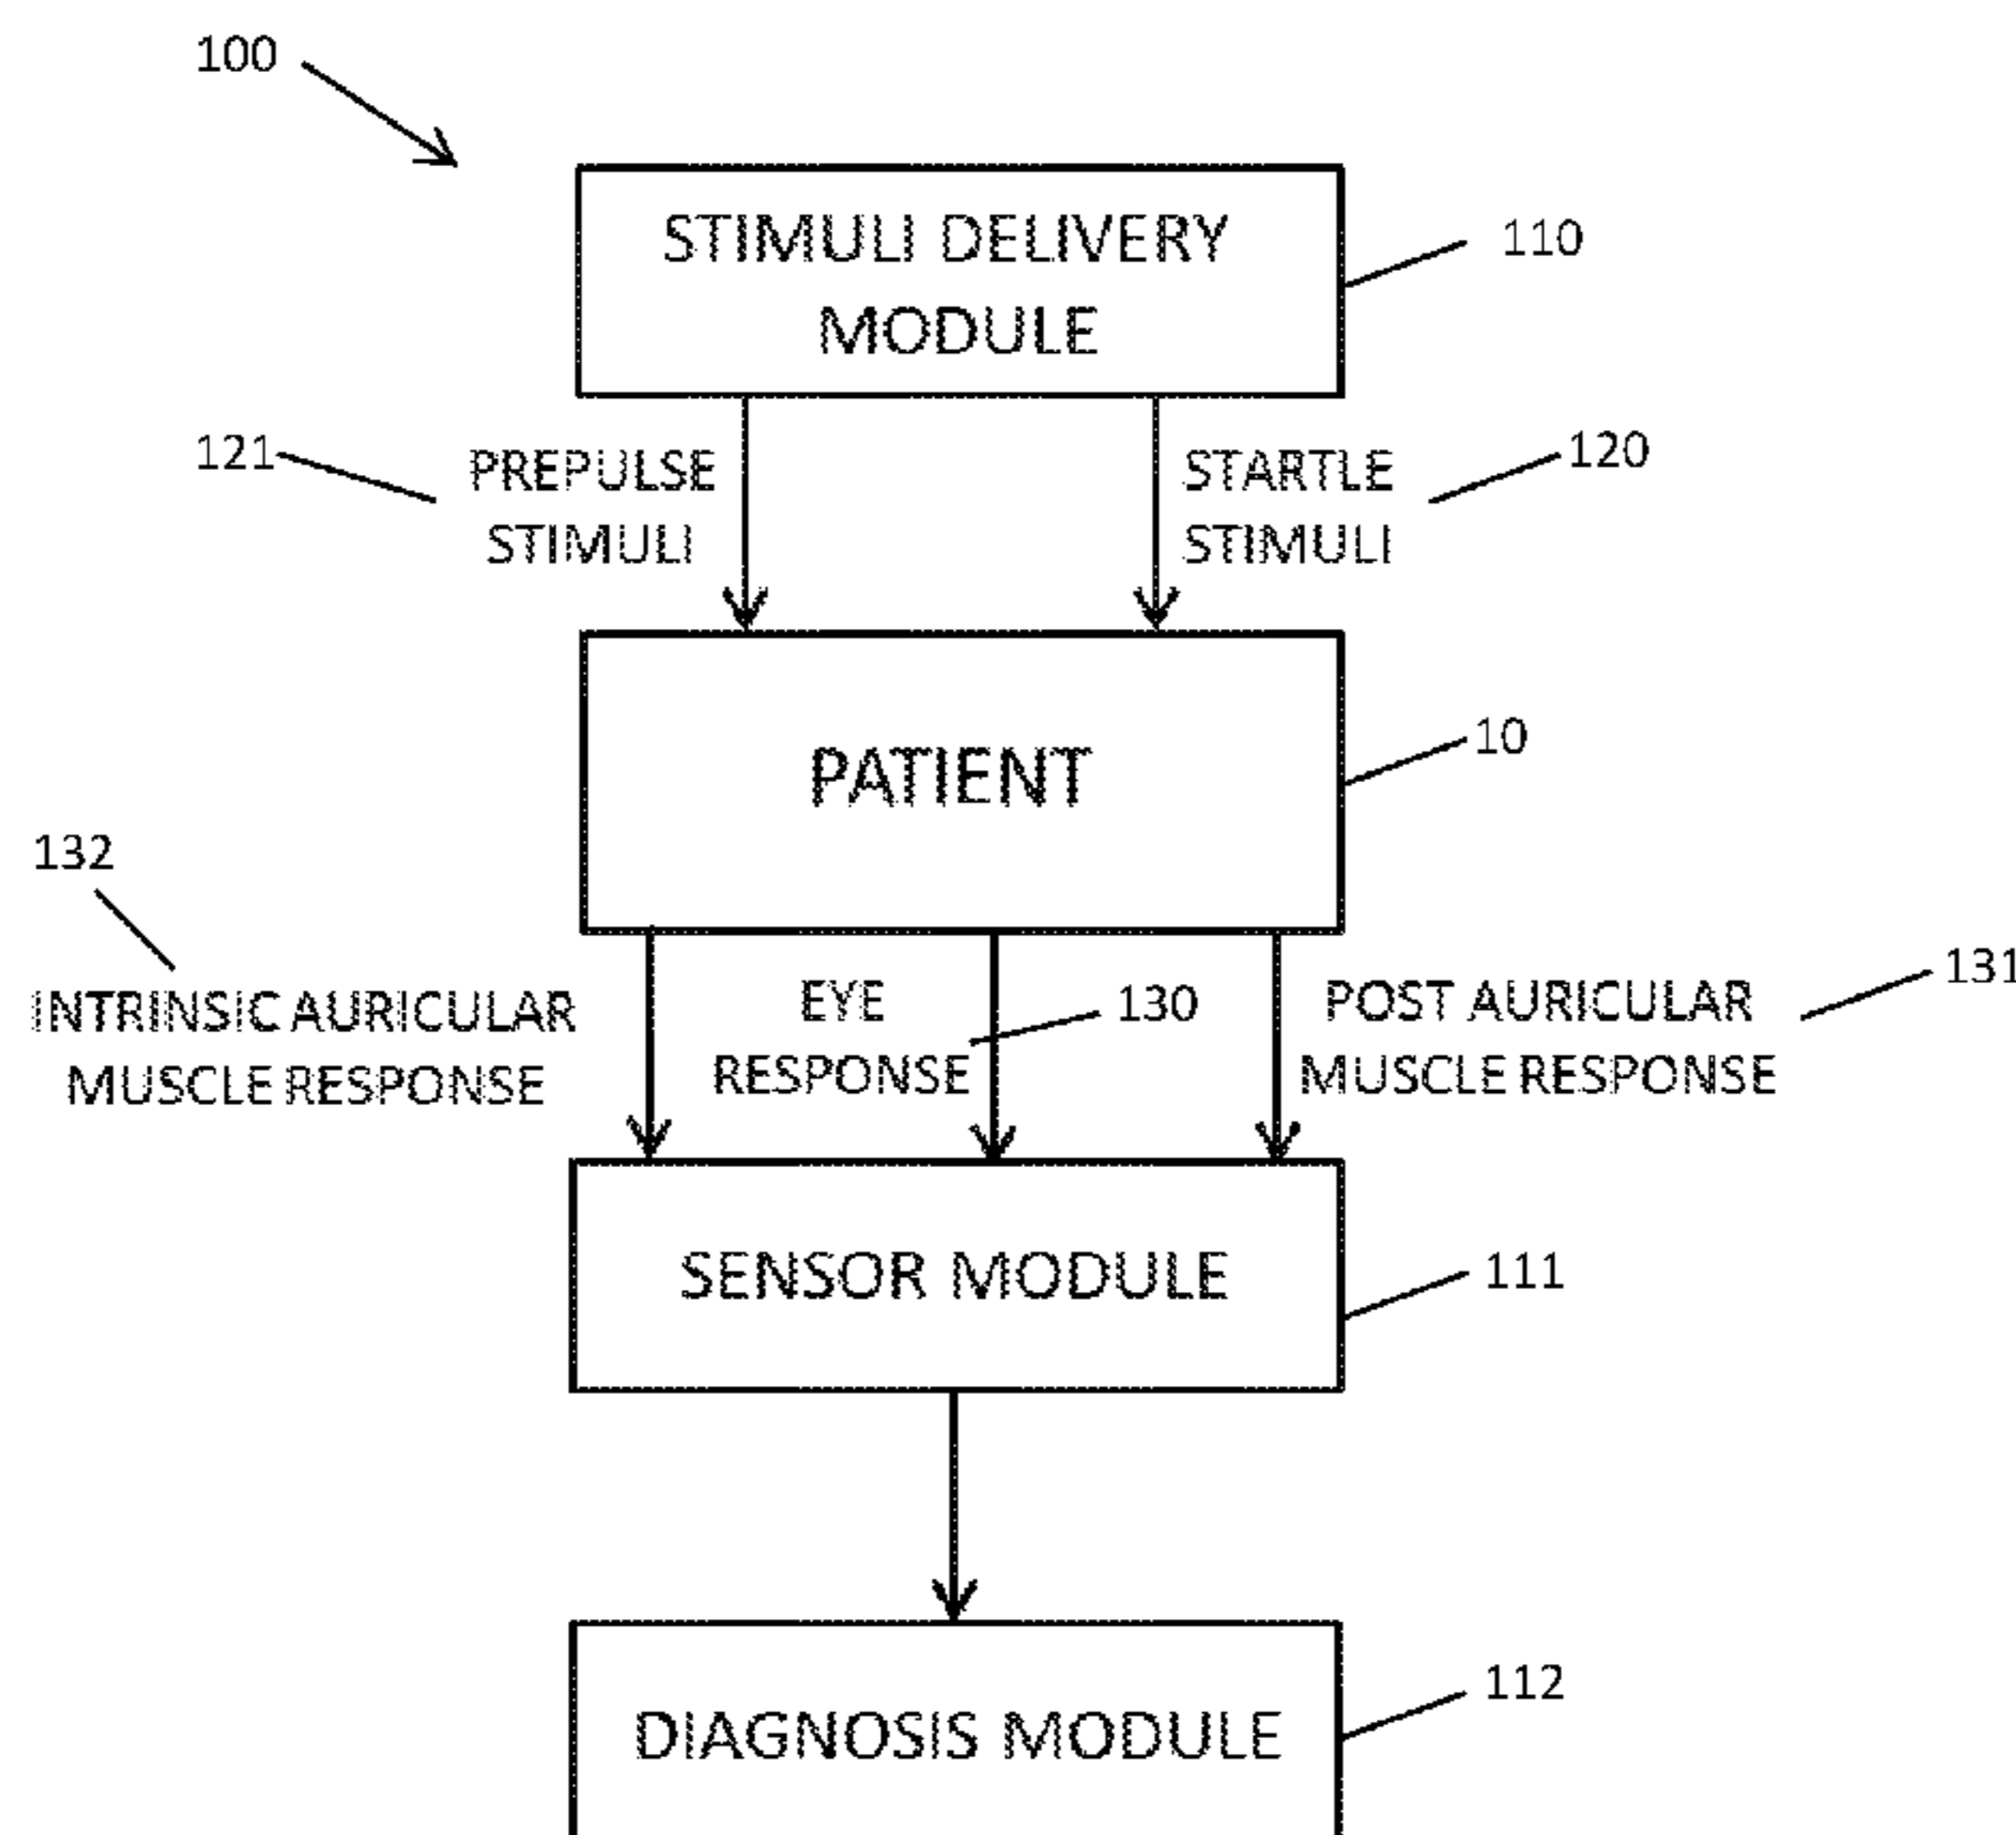 100
STIMULI DELIVERY
MODULE
110
121
PREPULSE
STIMULI
STARTLE
STIMULI
120
PATIENT
10
132
INTRINSIC AURICULAR
MUSCLE RESPONSE
EYE
RESPONSE
130
POST AURICULAR
MUSCLE RESPONSE
131
SENSOR MODULE
111
DIAGNOSIS MODULE
112